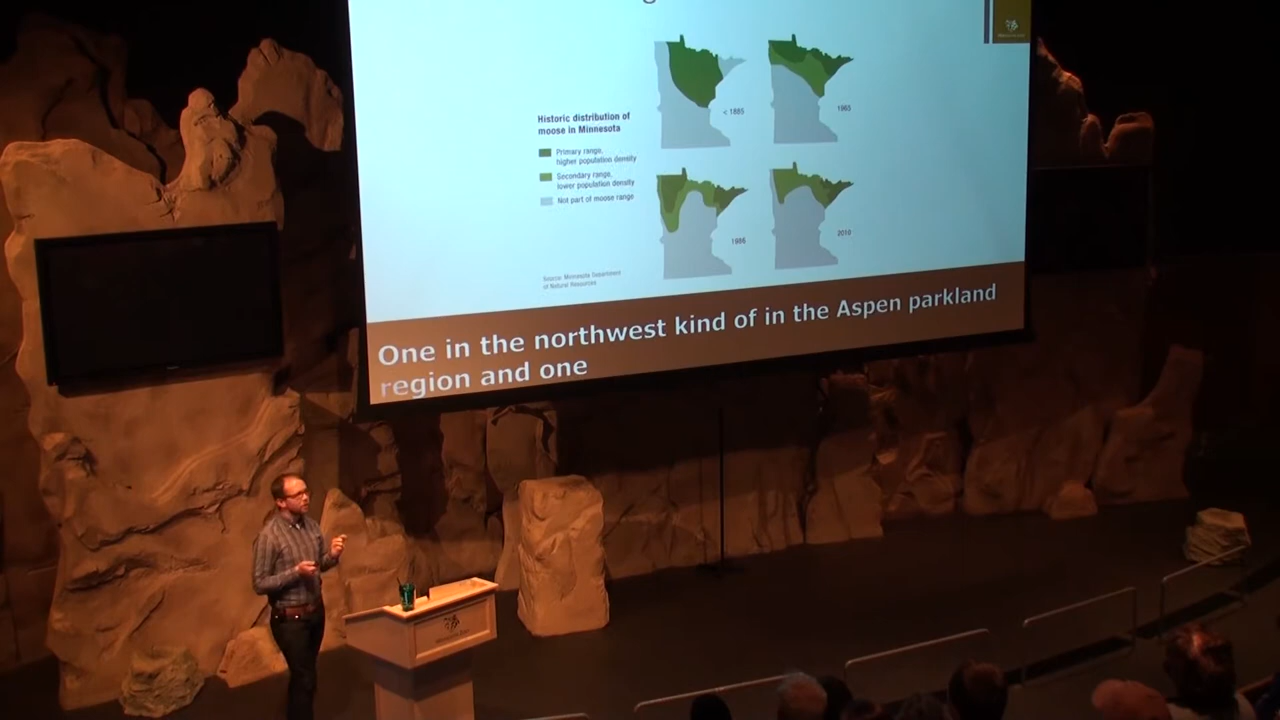 Historic distribution of
moose in Minnesota
Primary range,
higher population density
Secondary range,
lower population density
Not part of moose range
< 1885
1965
1986
2010
Source: Minnesota Department
of Natural Resources
One in the northwest kind of in the Aspen parkland
region and one